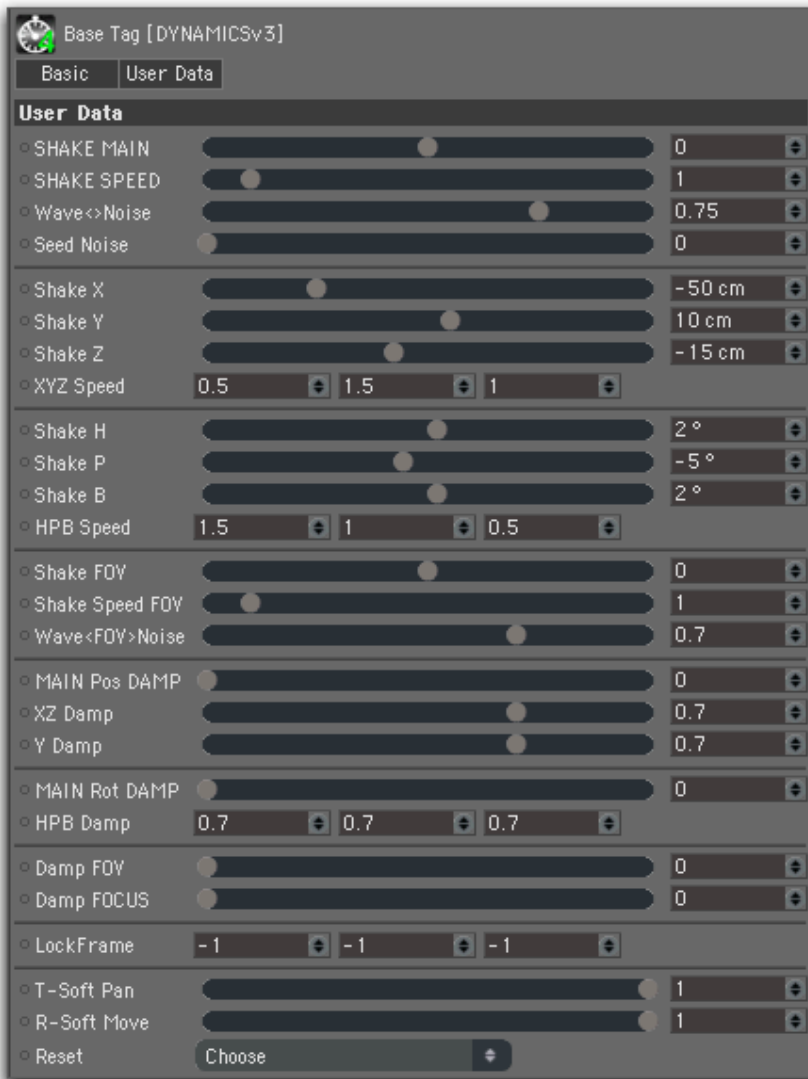 Base Tag [DYNAMICSv3]
Basic User Data
User Data
SHAKE MAIN 0
SHAKE SPEED 1
Wave<>Noise 0.75
Seed Noise 0
Shake X -50 cm
Shake Y 10 cm
Shake Z -15 cm
XYZ Speed 0.5 1.5 1
Shake H 2 °
Shake P -5 °
Shake B 2 °
HPB Speed 1.5 1 0.5
Shake FOV 0
Shake Speed FOV 1
Wave<FOV>Noise 0.7
MAIN Pos DAMP 0
XZ Damp 0.7
Y Damp 0.7
MAIN Rot DAMP 0
HPB Damp 0.7 0.7 0.7
Damp FOV 0
Damp FOCUS 0
LockFrame -1 -1 -1
T-Soft Pan 1
R-Soft Move 1
Reset Choose